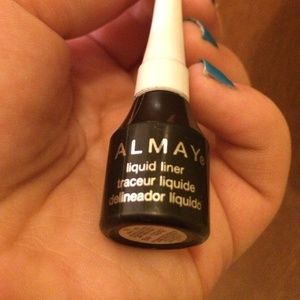 ALMAY®
liquid liner
traceur liquide
delineador líquido